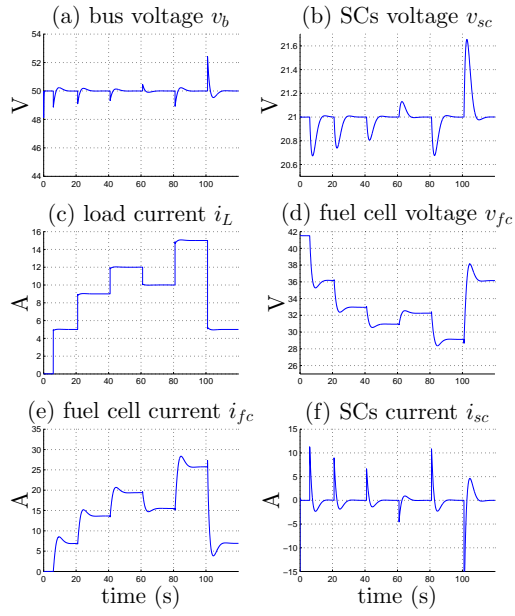 (a) bus voltage v_b
(b) SCs voltage v_sc
54
52
50
48
46
44
V
0 20 40 60 80 100
21.6
21.4
21.2
21
20.8
20.6
V
0 20 40 60 80 100
(c) load current i_L
(d) fuel cell voltage v_fc
16
14
12
10
8
6
4
2
0
A
0 20 40 60 80 100
42
40
38
36
34
32
30
28
26
V
0 20 40 60 80 100
(e) fuel cell current i_fc
(f) SCs current i_sc
35
30
25
20
15
10
5
0
A
0 20 40 60 80 100
time (s)
15
10
5
0
−5
−10
−15
A
0 20 40 60 80 100
time (s)